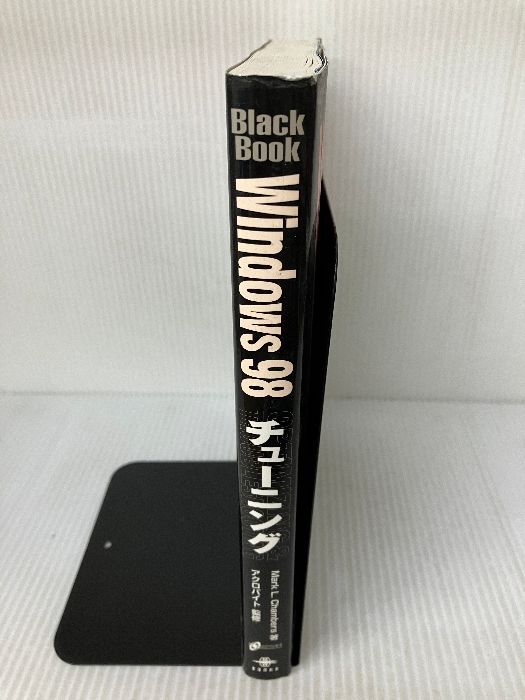 Black
Book
Windows 98
チューニング
Mark L. Chambers 著
アクロバイト 監修